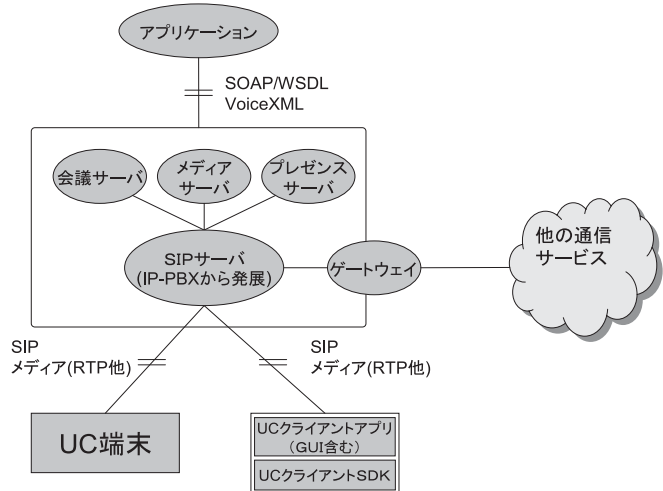 アプリケーション
SOAP/WSDL
VoiceXML
会議サーバ
メディア
サーバ
プレゼンス
サーバ
SIPサーバ
(IP-PBXから発展)
ゲートウェイ
他の通信
サービス
SIP
メディア(RTP他)
SIP
メディア(RTP他)
UC端末
UCクライアントアプリ
(GUI含む)
UCクライアントSDK